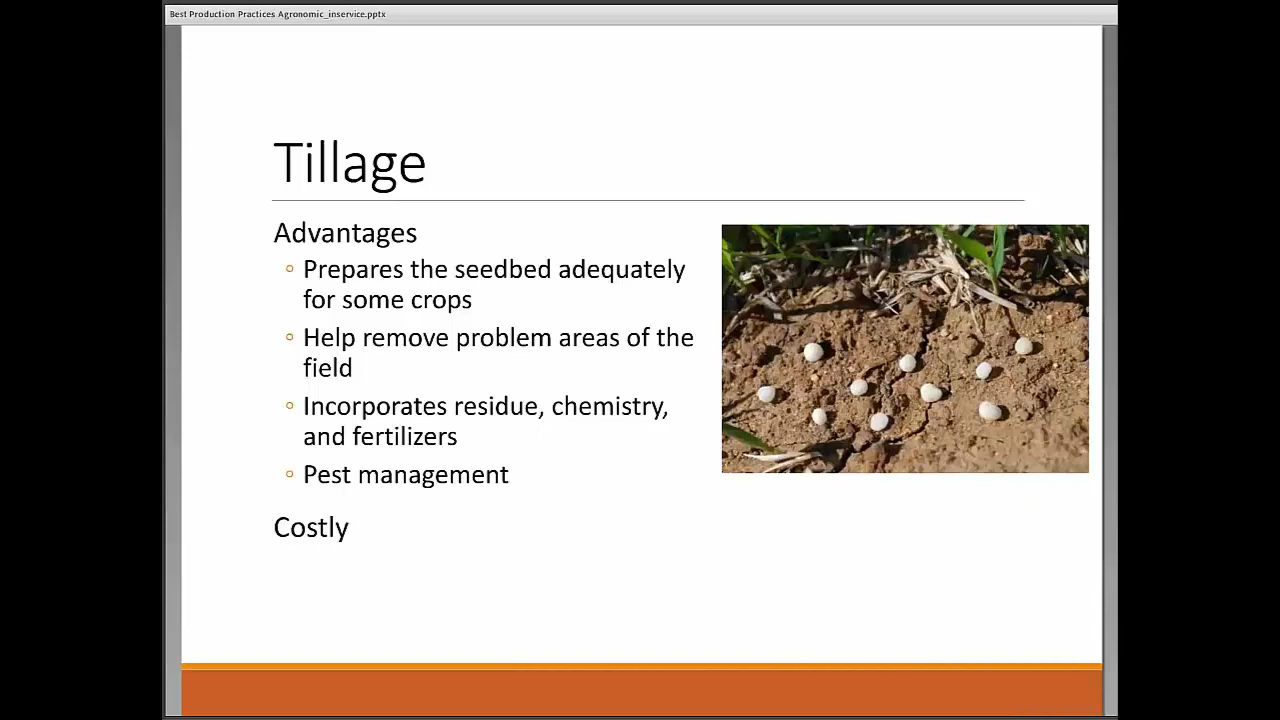 Best Production Practices Agronomic_inservice.pptx
Tillage
Advantages
Prepares the seedbed adequately
for some crops
Help remove problem areas of the
field
Incorporates residue, chemistry,
and fertilizers
Pest management
Costly